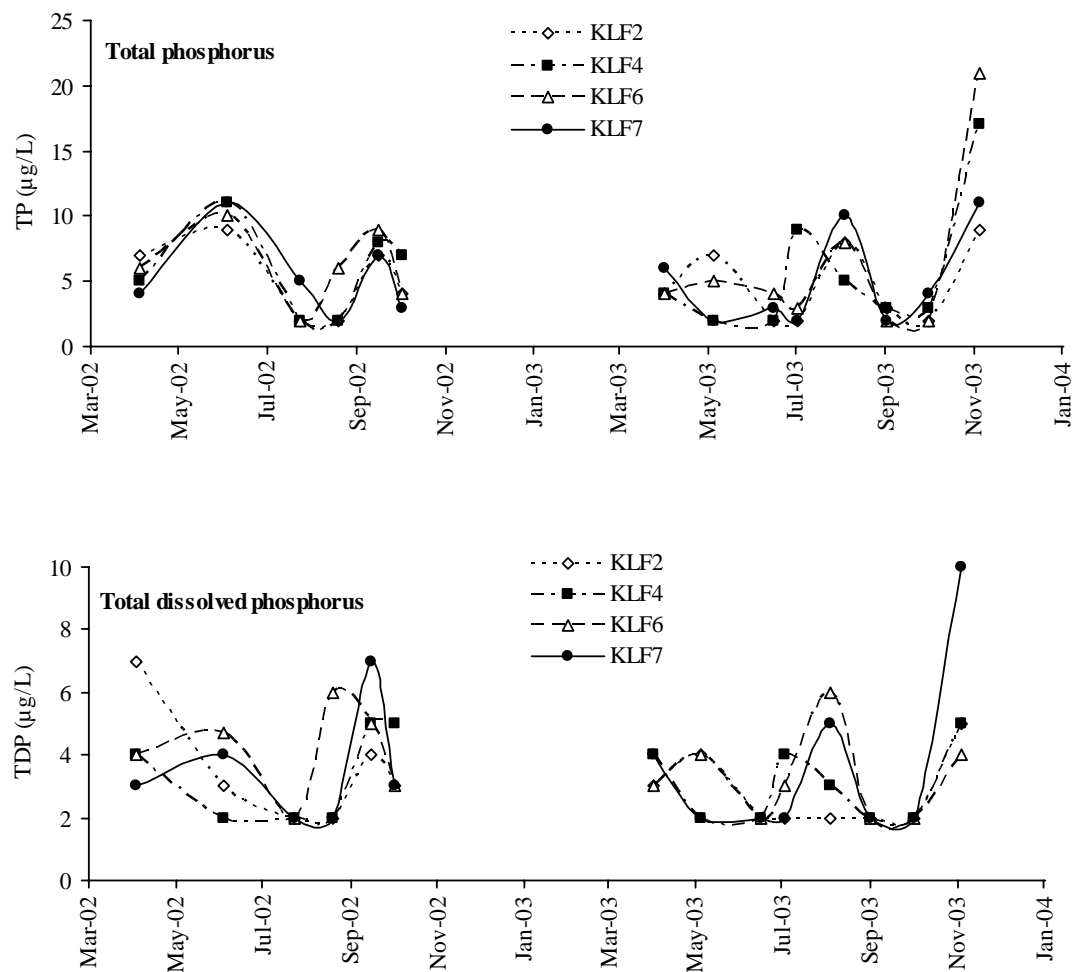 Total phosphorus
KLF2
KLF4
KLF6
KLF7
TP (µg/L)
25
20
15
10
5
0
Mar-02
May-02
Jul-02
Sep-02
Nov-02
Jan-03
Mar-03
May-03
Jul-03
Sep-03
Nov-03
Jan-04
Total dissolved phosphorus
KLF2
KLF4
KLF6
KLF7
TDP (µg/L)
10
8
6
4
2
0
Mar-02
May-02
Jul-02
Sep-02
Nov-02
Jan-03
Mar-03
May-03
Jul-03
Sep-03
Nov-03
Jan-04